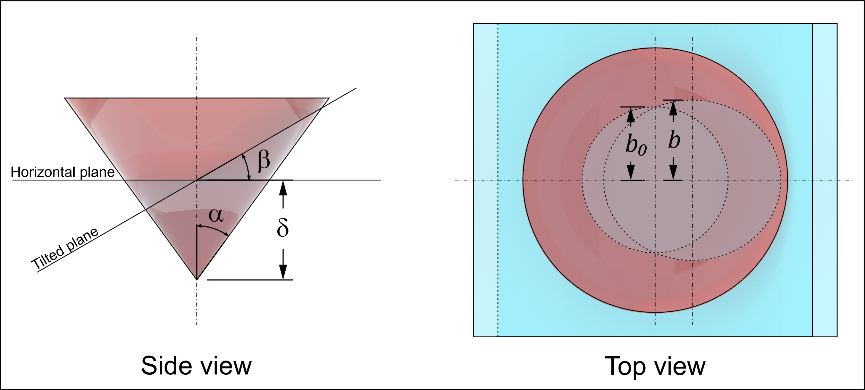 Horizontal plane
Tilted plane
β
α
δ
b₀
b
Side view
Top view